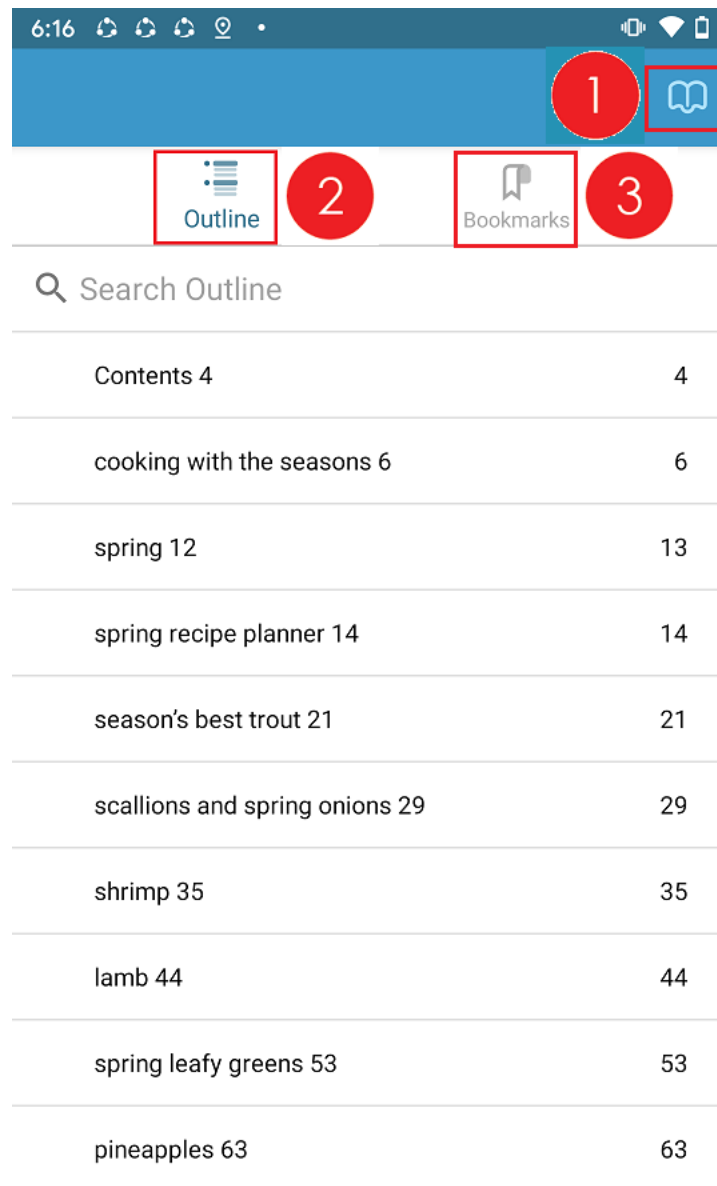 6:16
1
Outline 2 Bookmarks 3
Search Outline
Contents 4 4
cooking with the seasons 6 6
spring 12 13
spring recipe planner 14 14
season's best trout 21 21
scallions and spring onions 29 29
shrimp 35 35
lamb 44 44
spring leafy greens 53 53
pineapples 63 63